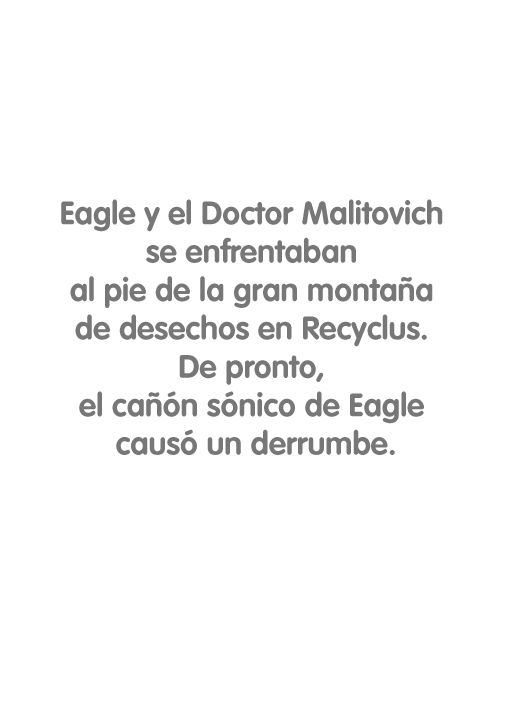 Eagle y el Doctor Malitovich
se enfrentaban
al pie de la gran montaña
de desechos en Recyclus.
De pronto,
el cañón sónico de Eagle
causó un derrumbe.